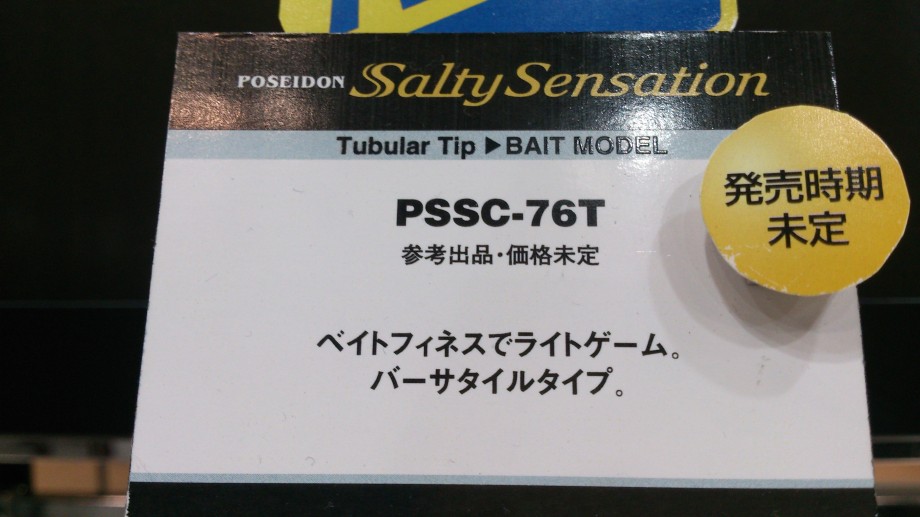 POSEIDON Salty Sensation
Tubular Tip ▶ BAIT MODEL
発売時期
未定
PSSC-76T
参考出品・価格未定
ベイトフィネスでライトゲーム。
バーサタイルタイプ。